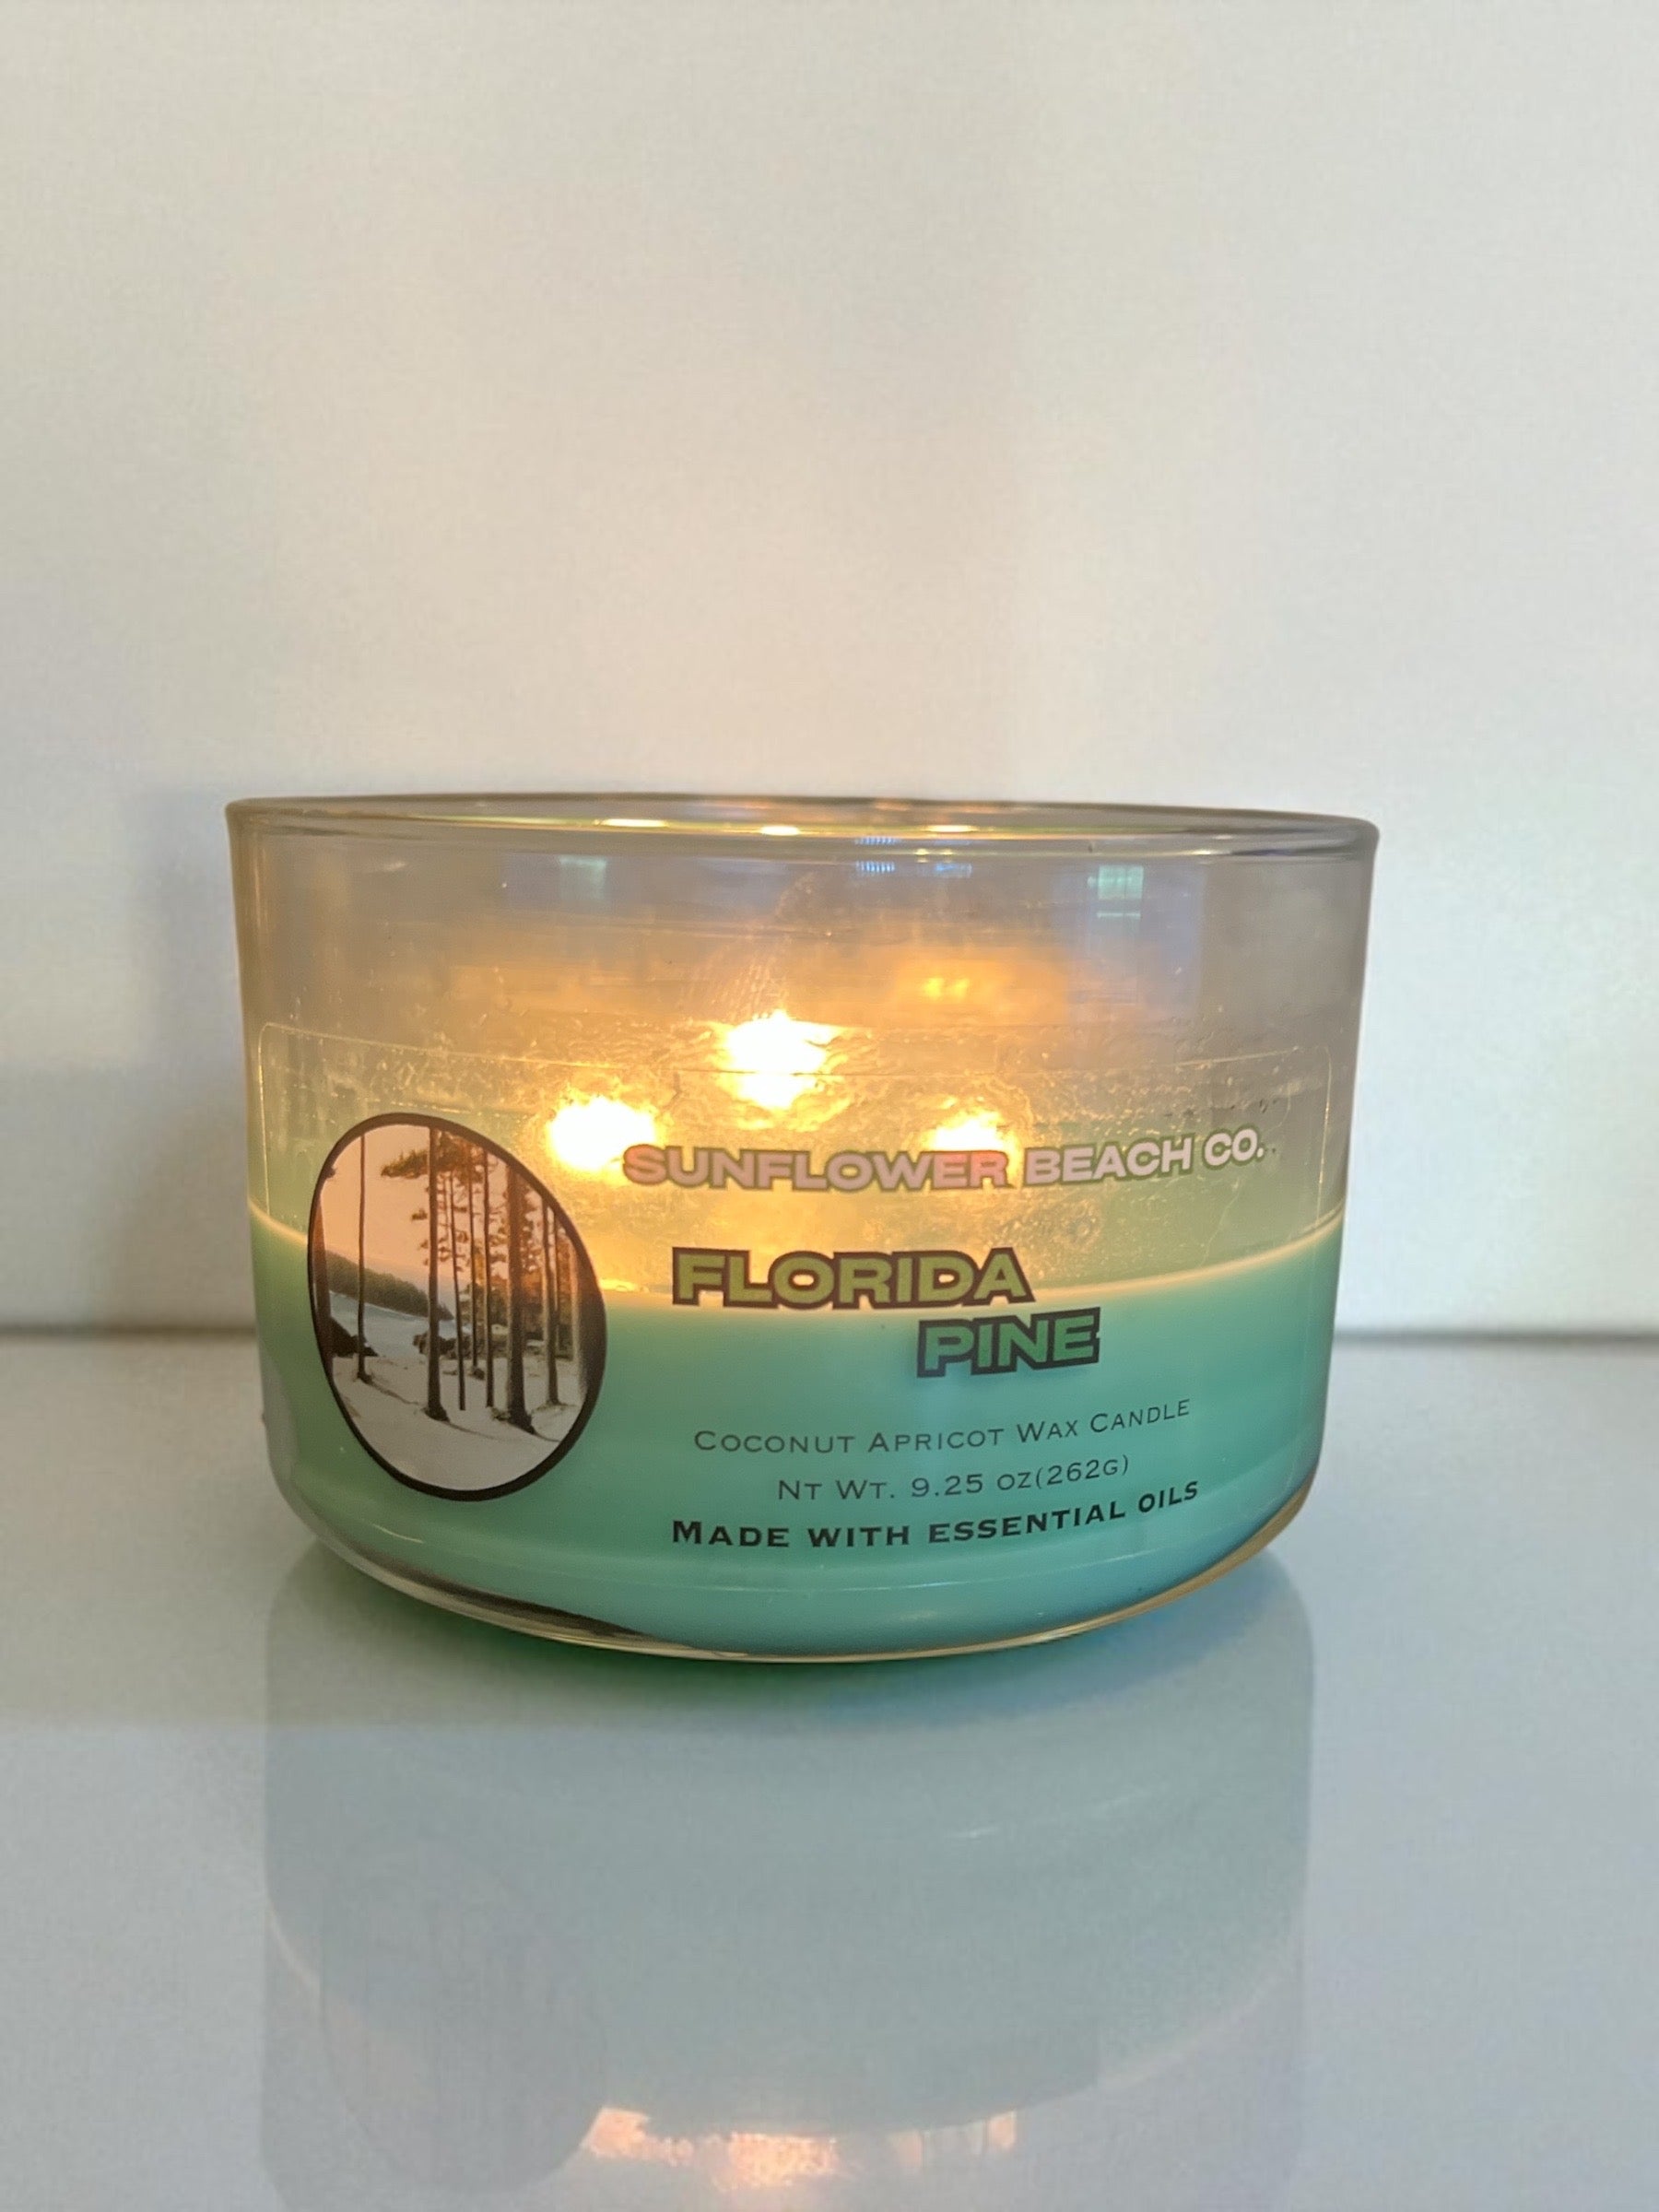 SUNFLOWER BEACH CO.
FLORIDA
PINE
COCONUT APRICOT WAX CANDLE
NT WT. 9.25 OZ(262G)
MADE WITH ESSENTIAL OILS